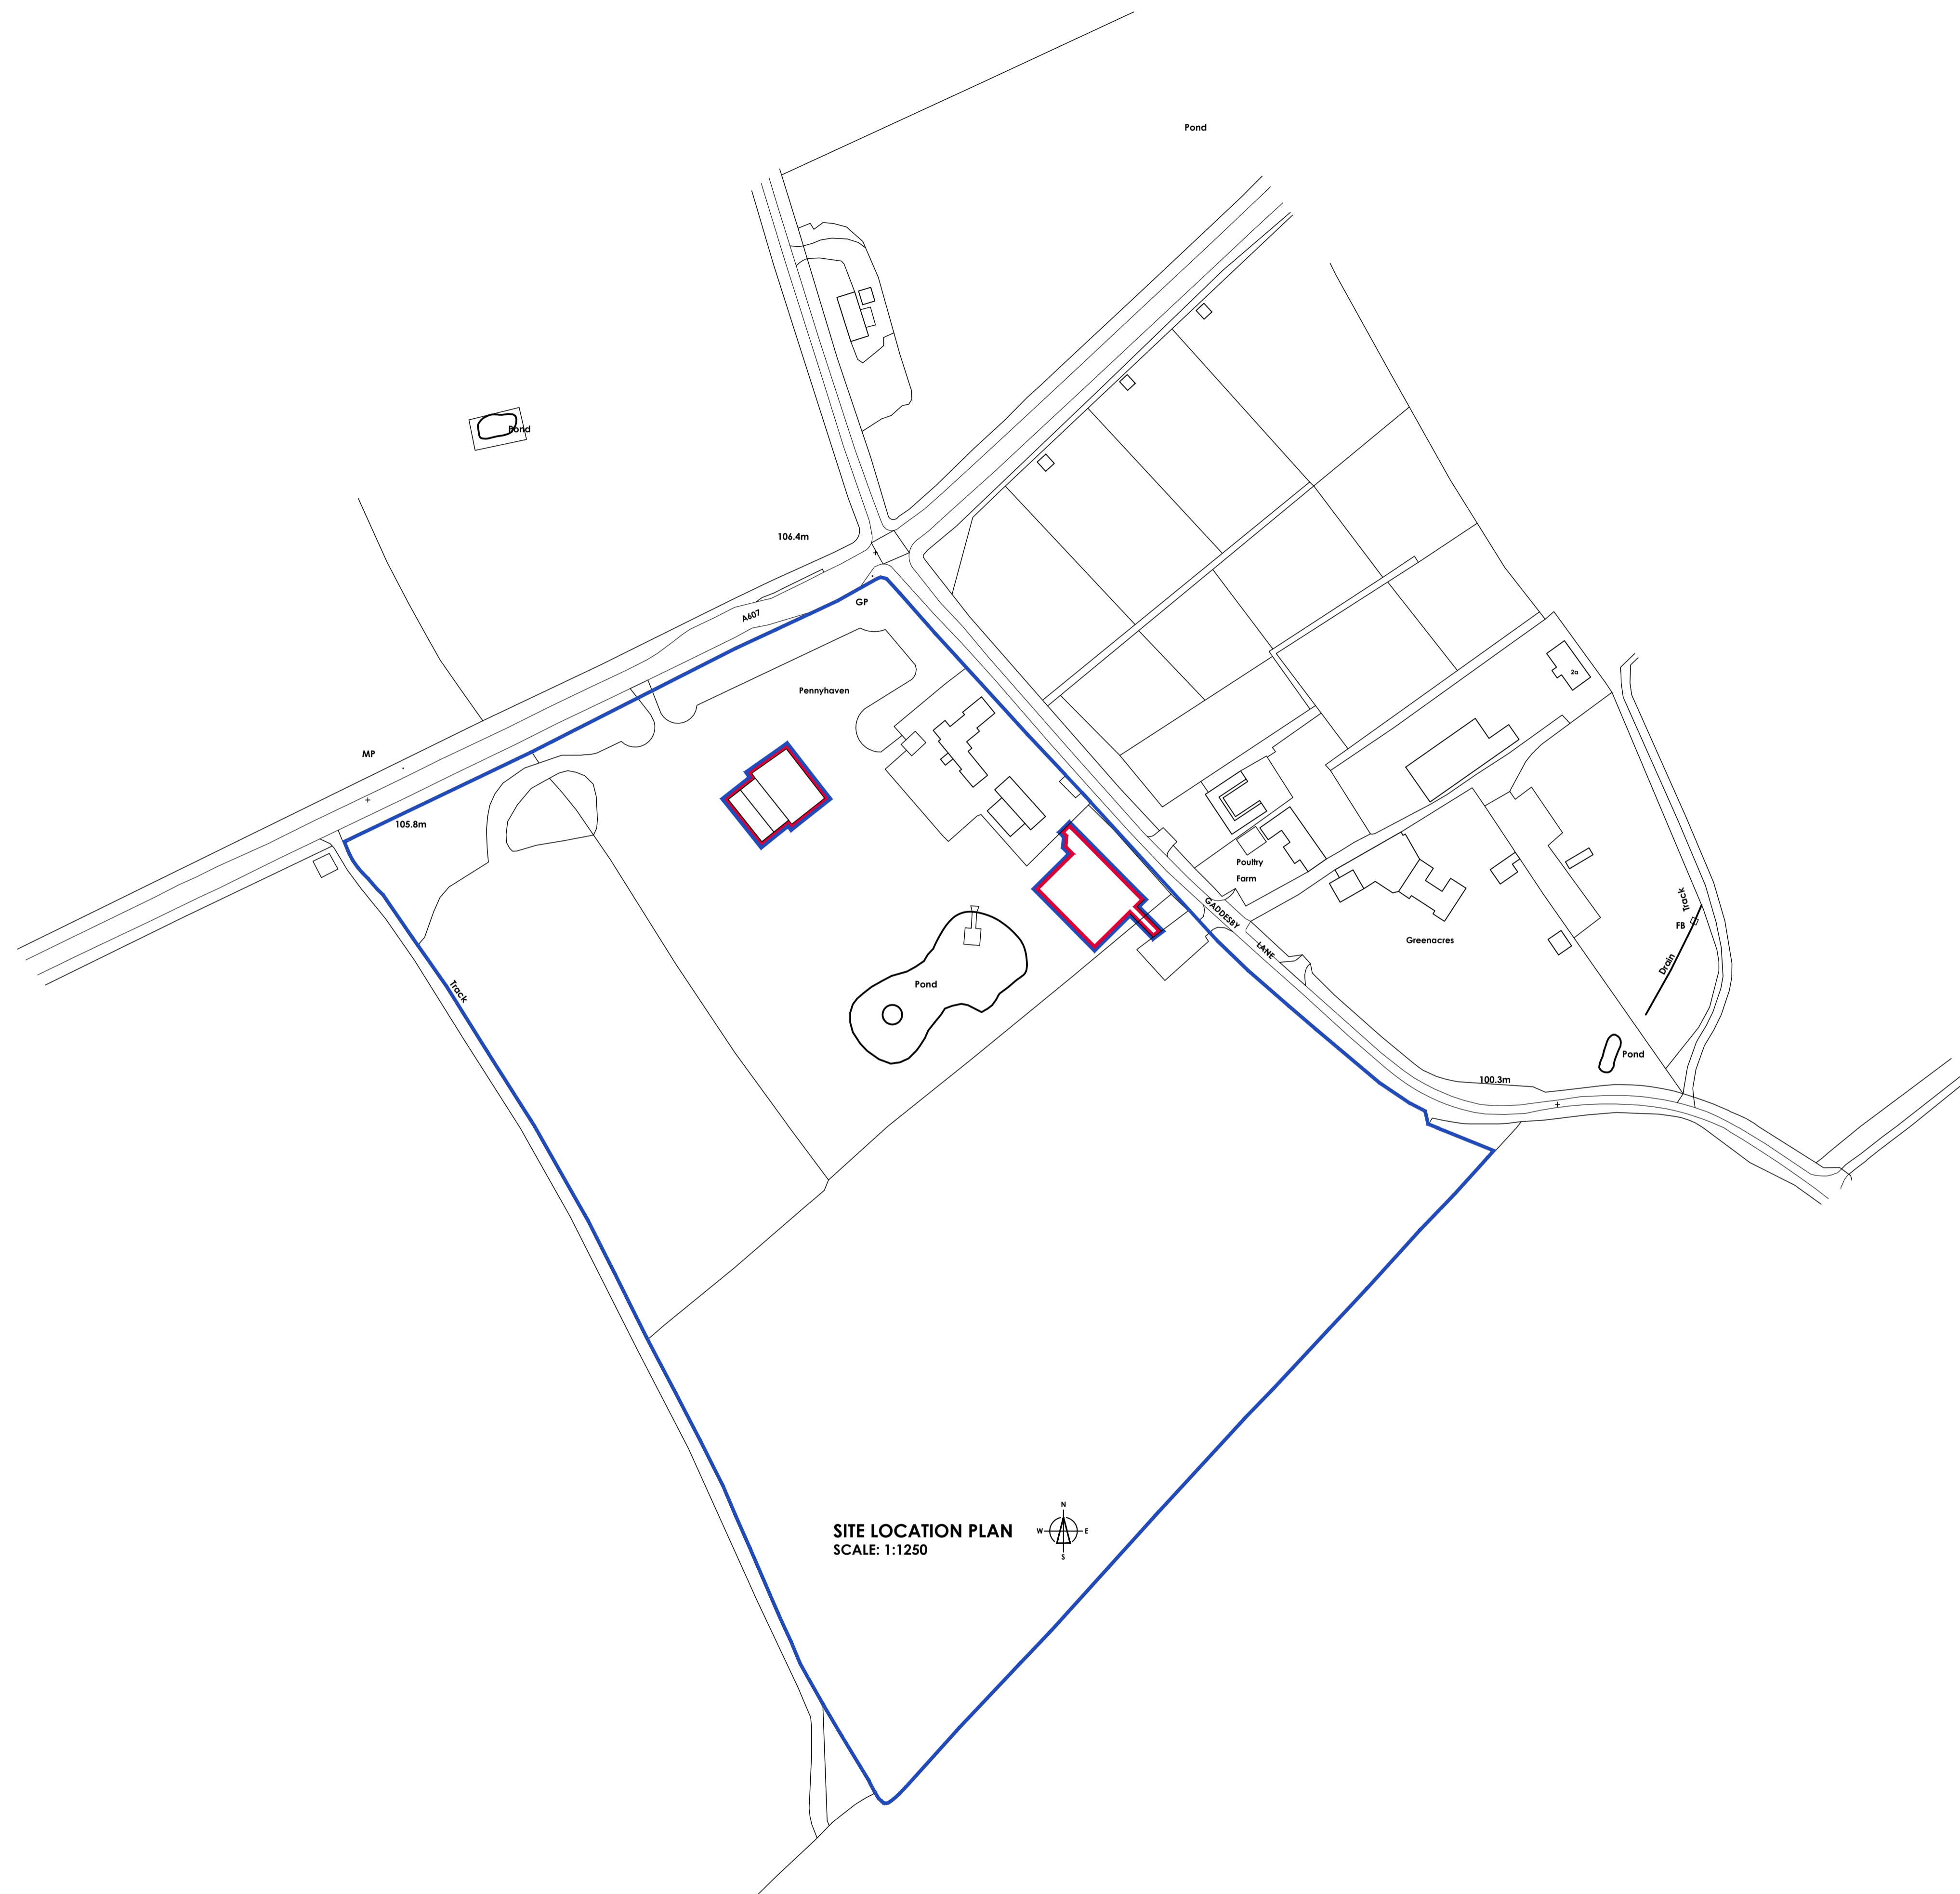 Pond
Pond
106.4m
A607
GP
Pennyhaven
2a
MP
105.8m
Poultry
Farm
GADDESBY
LANE
Greenacres
Track
FB
Drain
Track
Pond
Pond
100.3m
SITE LOCATION PLAN
SCALE: 1:1250
N
W
E
S